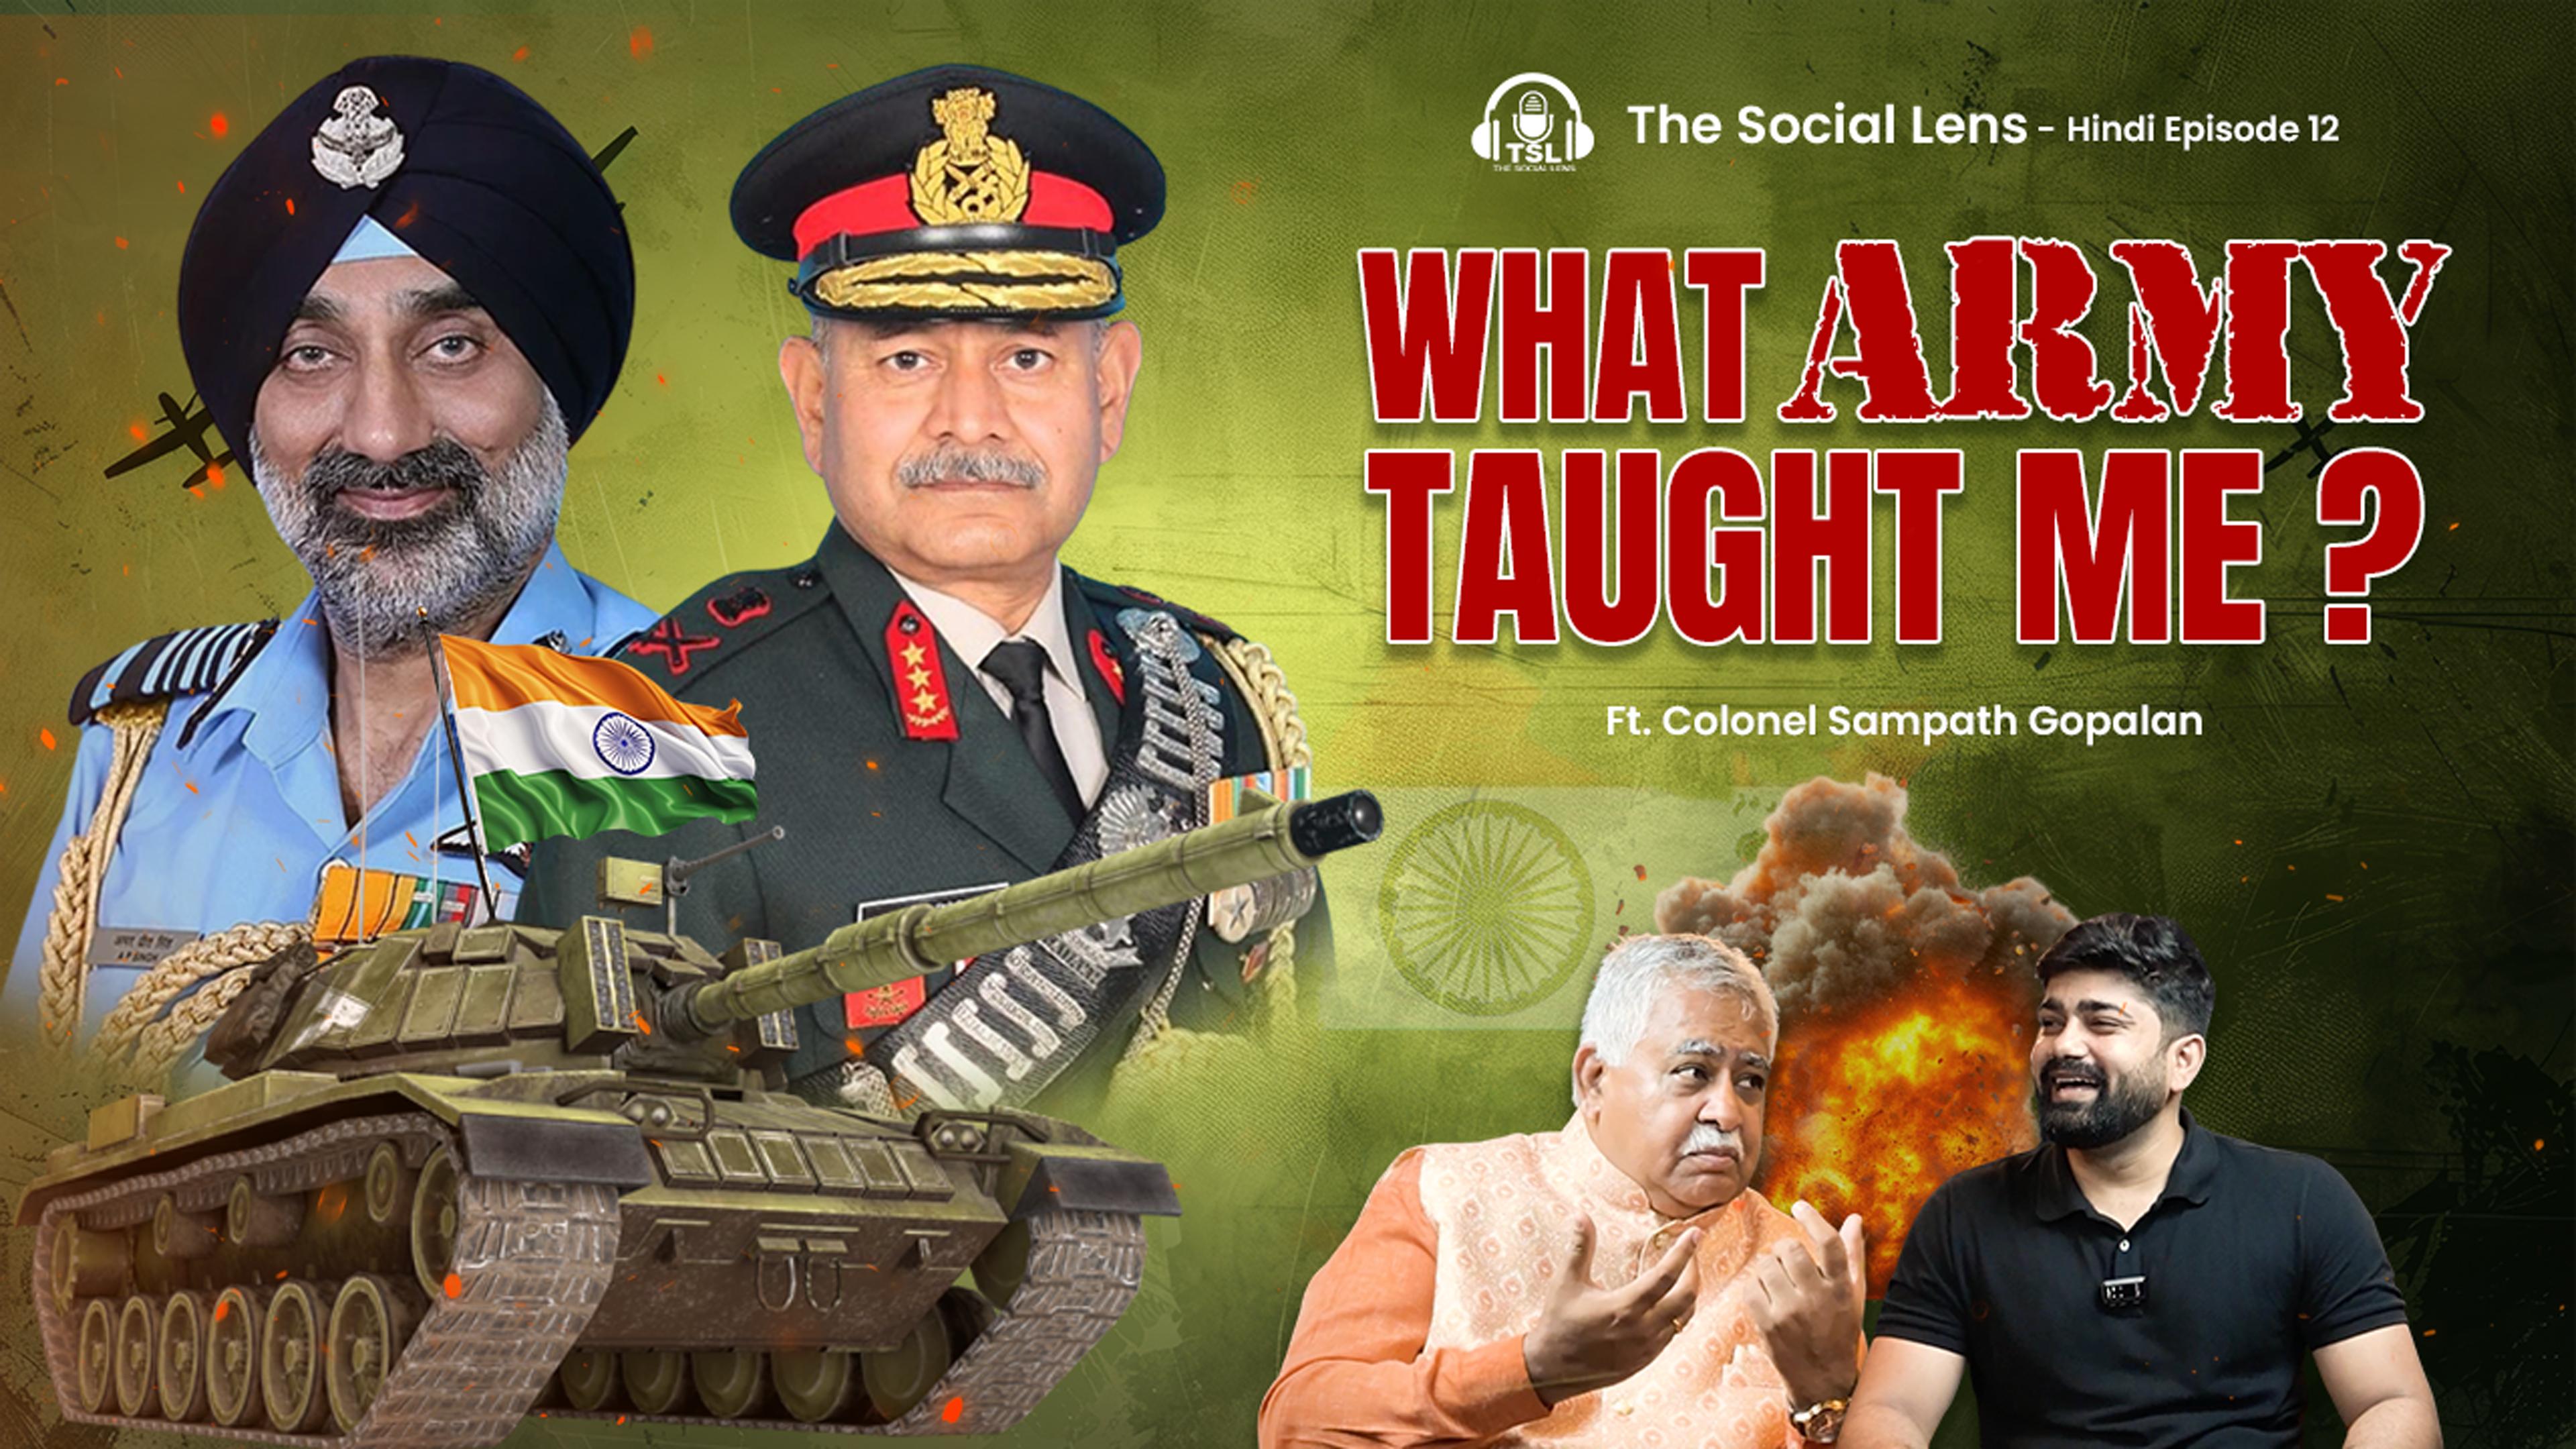 TSL
THE SOCIAL LENS
The Social Lens - Hindi Episode 12
WHAT ARMY
TAUGHT ME ?
Ft. Colonel Sampath Gopalan
अमर प्रीत सिंह
A P SINGH